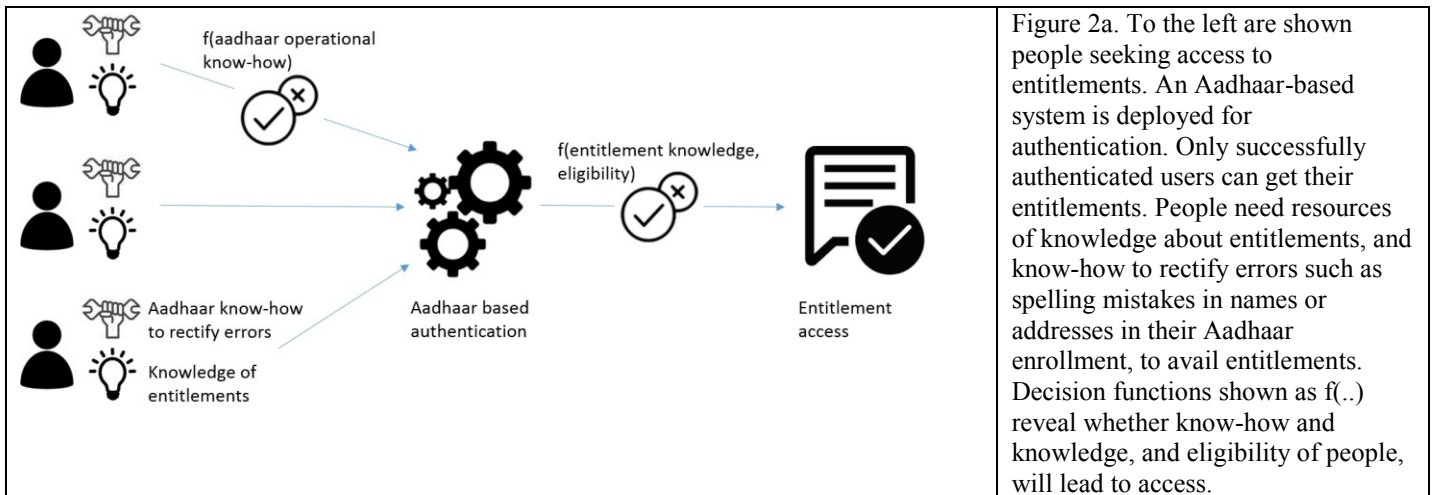 f(aadhaar operational
know-how)
f(entitlement knowledge,
eligibility)
Aadhaar know-how
to rectify errors
Knowledge of
entitlements
Aadhaar based
authentication
Entitlement
access
Figure 2a. To the left are shown
people seeking access to
entitlements. An Aadhaar-based
system is deployed for
authentication. Only successfully
authenticated users can get their
entitlements. People need resources
of knowledge about entitlements, and
know-how to rectify errors such as
spelling mistakes in names or
addresses in their Aadhaar
enrollment, to avail entitlements.
Decision functions shown as f(..)
reveal whether know-how and
knowledge, and eligibility of people,
will lead to access.